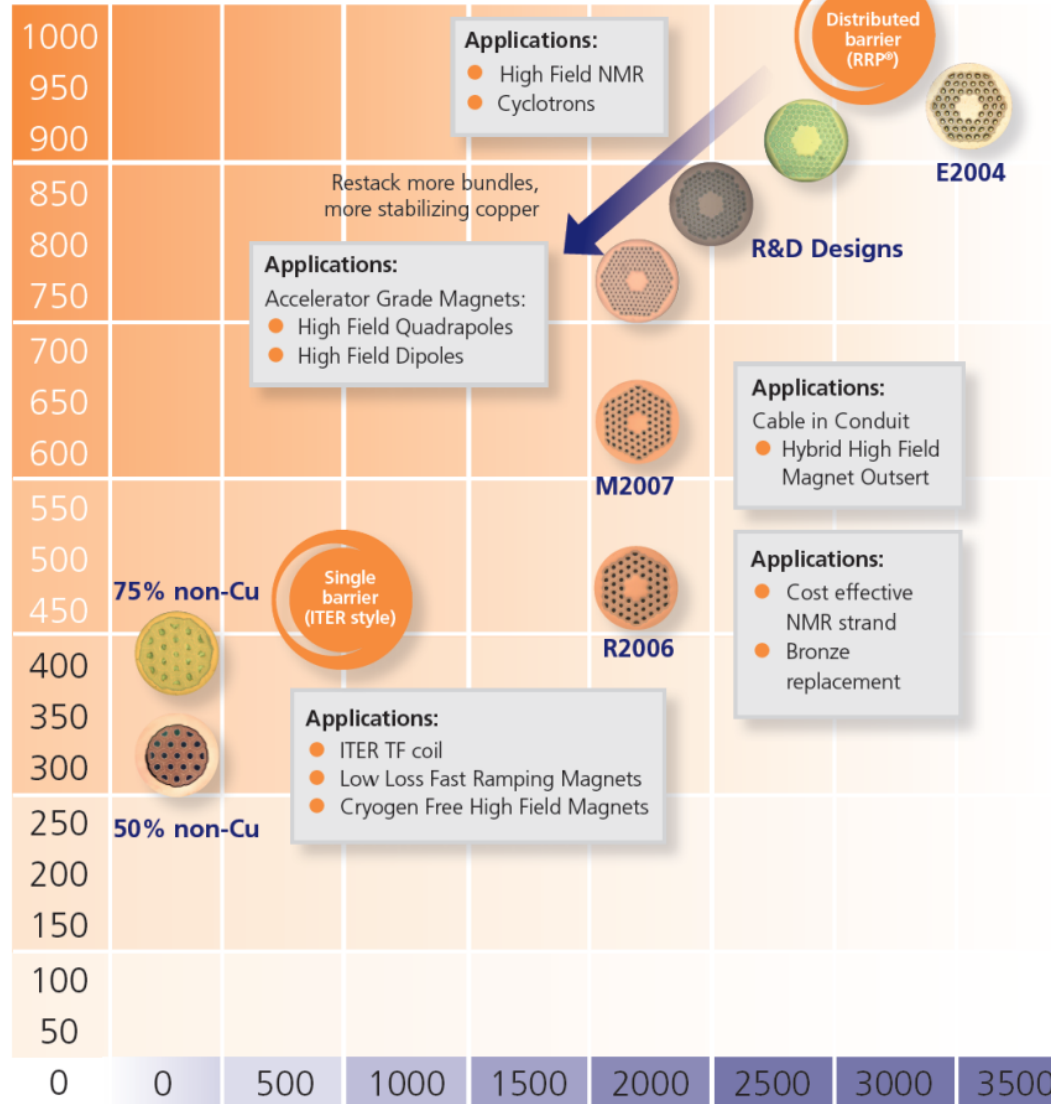 1000
950
900
850
800
750
700
650
600
550
500
450
400
350
300
250
200
150
100
50
0
Applications:
High Field NMR
Cyclotrons
Distributed
barrier
(RRP®)
E2004
Restack more bundles,
more stabilizing copper
R&D Designs
Applications:
Accelerator Grade Magnets:
High Field Quadrapoles
High Field Dipoles
M2007
Applications:
Cable in Conduit
Hybrid High Field
Magnet Outsert
75% non-Cu
Single
barrier
(ITER style)
R2006
Applications:
Cost effective
NMR strand
Bronze
replacement
50% non-Cu
Applications:
ITER TF coil
Low Loss Fast Ramping Magnets
Cryogen Free High Field Magnets
0 500 1000 1500 2000 2500 3000 3500